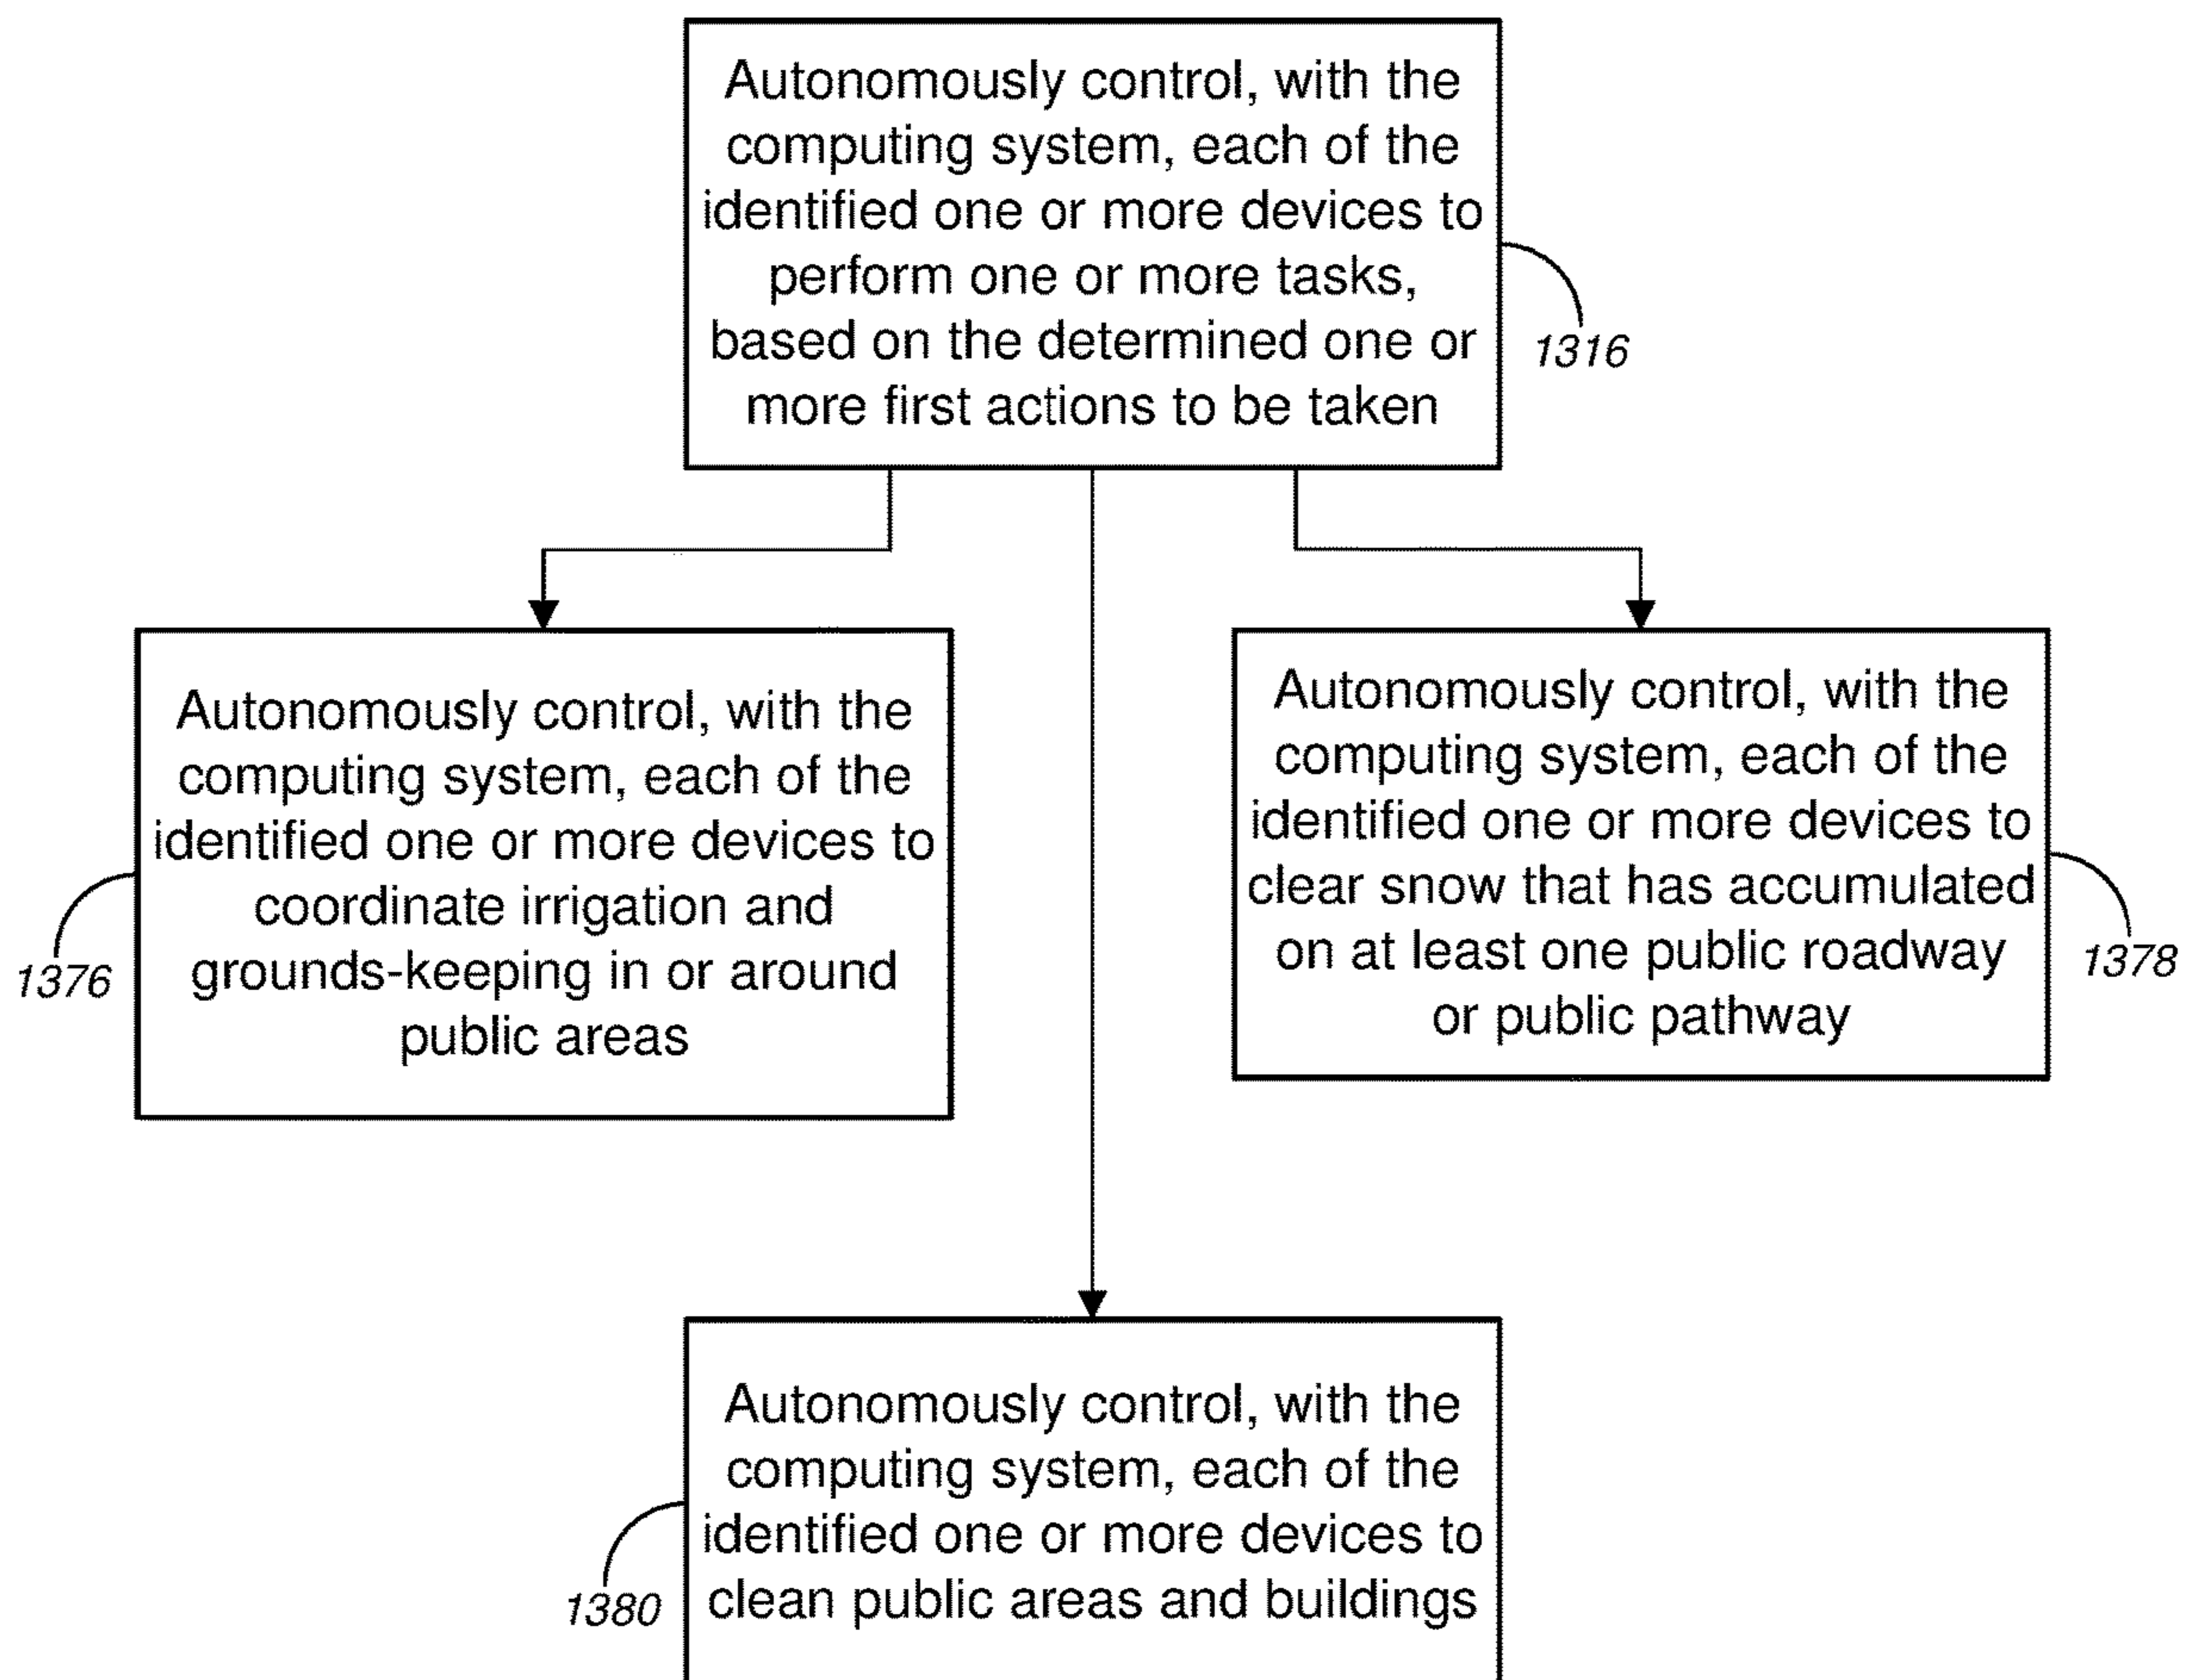 Autonomously control, with the
computing system, each of the
identified one or more devices to
perform one or more tasks,
based on the determined one or
more first actions to be taken
1316
Autonomously control, with the
computing system, each of the
identified one or more devices to
coordinate irrigation and
grounds-keeping in or around
public areas
1376
Autonomously control, with the
computing system, each of the
identified one or more devices to
clear snow that has accumulated
on at least one public roadway
or public pathway
1378
Autonomously control, with the
computing system, each of the
identified one or more devices to
clean public areas and buildings
1380